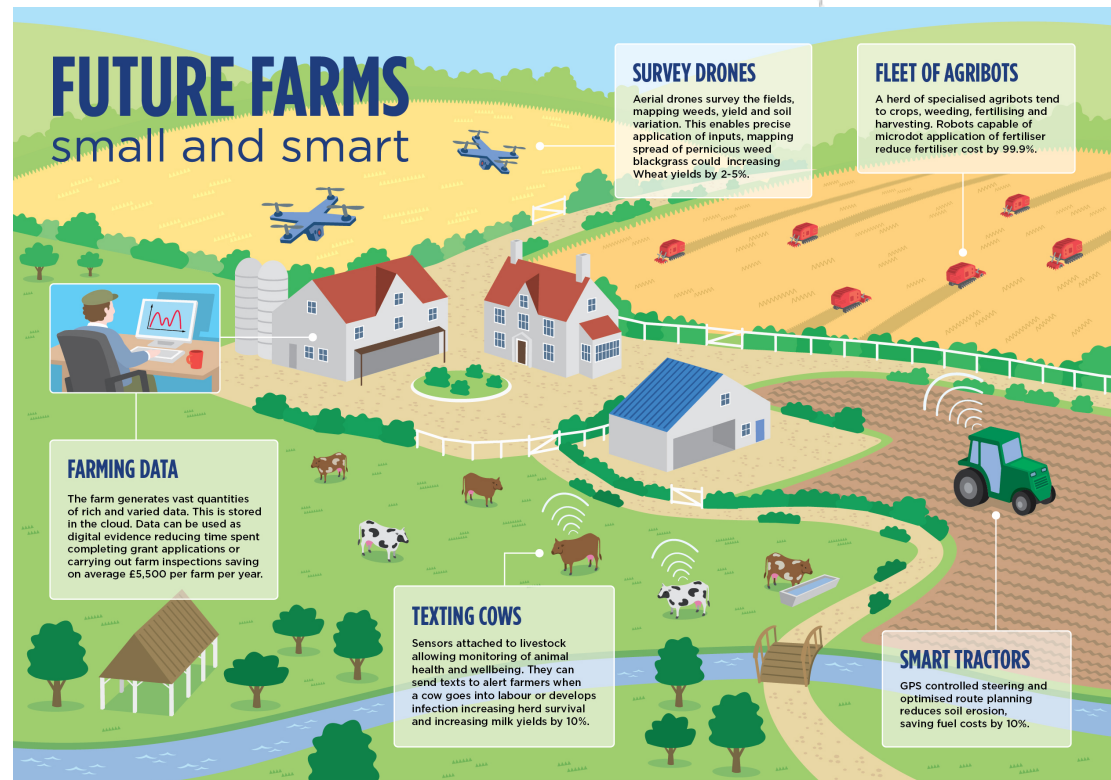 FUTURE FARMS
small and smart
SURVEY DRONES
Aerial drones survey the fields,
mapping weeds, yield and soil
variation. This enables precise
application of inputs, mapping
spread of pernicious weed
blackgrass could increasing
Wheat yields by 2-5%.
FLEET OF AGRIBOTS
A herd of specialised agribots tend
to crops, weeding, fertilising and
harvesting. Robots capable of
microdot application of fertiliser
reduce fertiliser cost by 99.9%.
FARMING DATA
The farm generates vast quantities
of rich and varied data. This is stored
in the cloud. Data can be used as
digital evidence reducing time spent
completing grant applications or
carrying out farm inspections saving
on average £5,500 per farm per year.
TEXTING COWS
Sensors attached to livestock
allowing monitoring of animal
health and wellbeing. They can
send texts to alert farmers when
a cow goes into labour or develops
infection increasing herd survival
and increasing milk yields by 10%.
SMART TRACTORS
GPS controlled steering and
optimised route planning
reduces soil erosion,
saving fuel costs by 10%.